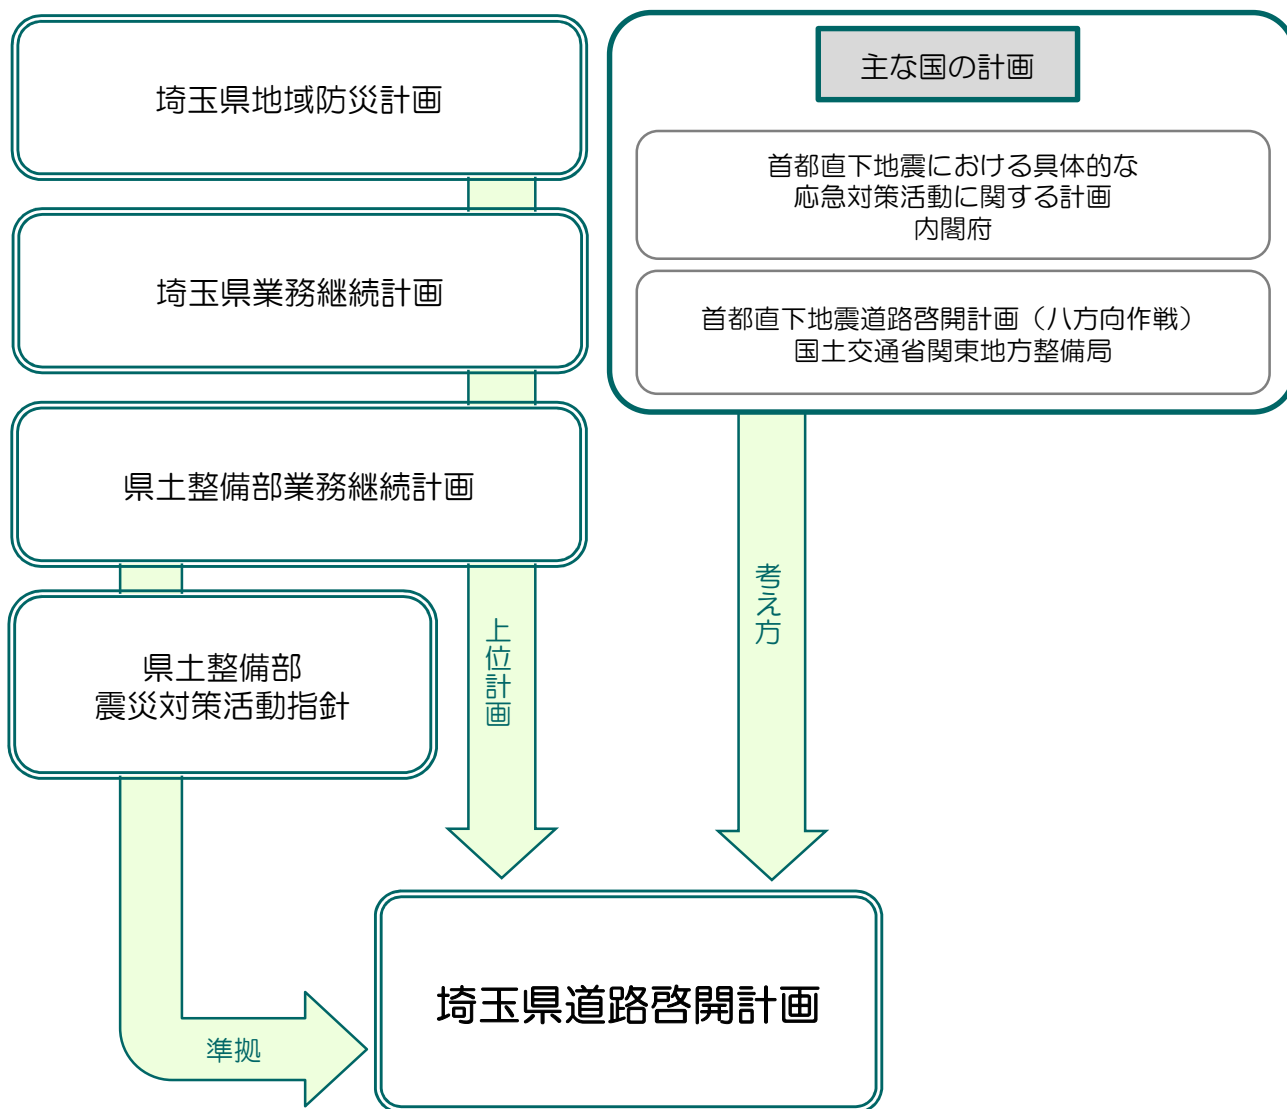 埼玉県地域防災計画
埼玉県業務継続計画
県土整備部業務継続計画
県土整備部
震災対策活動指針
主な国の計画
首都直下地震における具体的な
応急対策活動に関する計画
内閣府
首都直下地震道路啓開計画（八方向作戦）
国土交通省関東地方整備局
上位計画
考え方
準拠
埼玉県道路啓開計画